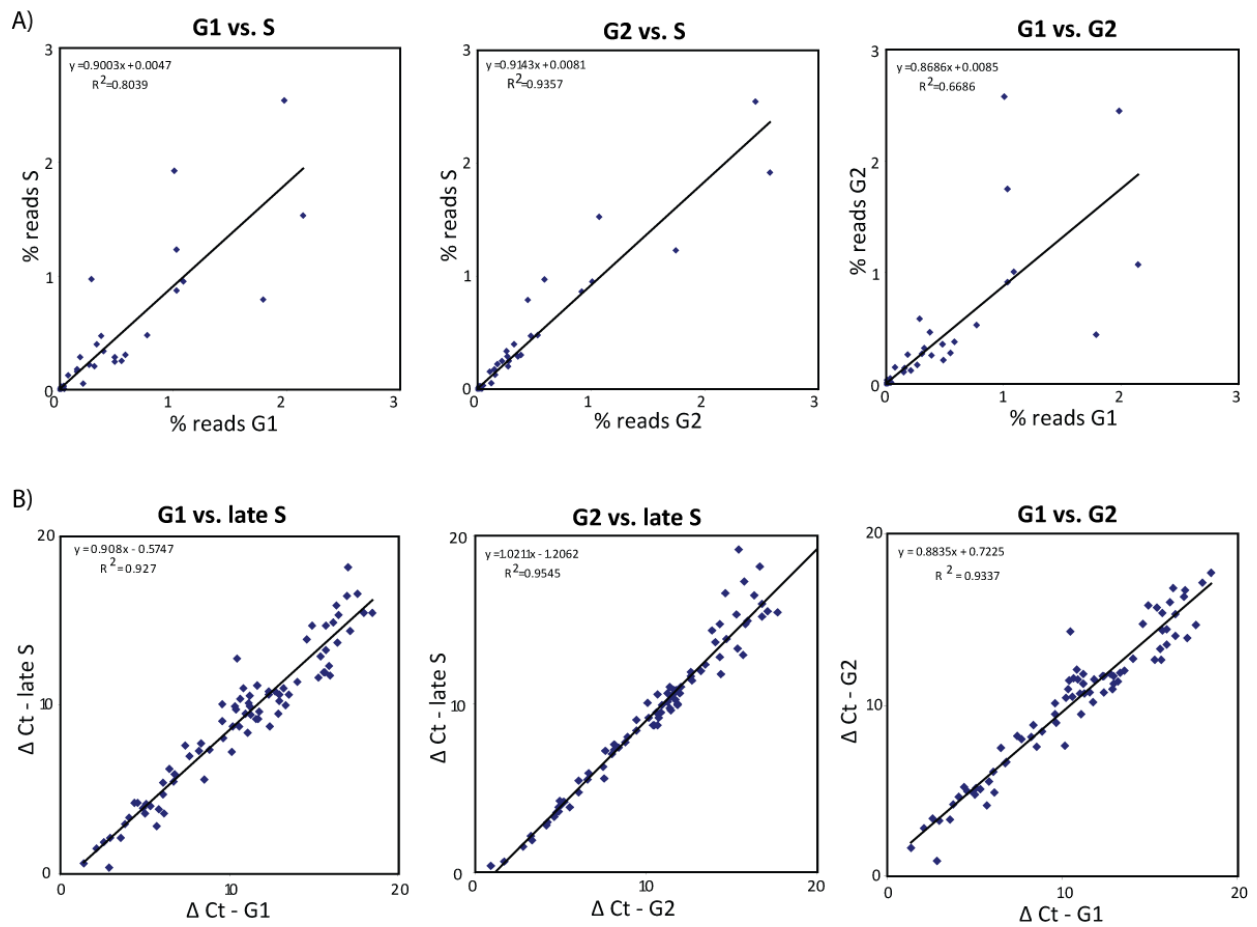 A)
G1 vs. S
3
y =0.9003x + 0.0047
R2=0.8039
2
1
0
% reads S
0
1
2
3
% reads G1
G2 vs. S
3
y =0.9143x + 0.0081
R2=0.9357
2
1
0
% reads S
0
1
2
3
% reads G2
G1 vs. G2
3
y =0.8686x + 0.0085
R2=0.6686
2
1
0
% reads G2
0
1
2
3
% reads G1
B)
G1 vs. late S
20
y = 0.908x - 0.5747
R 2 = 0.927
10
0
Δ Ct - late S
0
10
20
Δ Ct - G1
G2 vs. late S
20
y =1.0211x - 1.2062
R2=0.9545
10
0
Δ Ct - late S
0
10
20
Δ Ct - G2
G1 vs. G2
20
y = 0.8835x + 0.7225
R 2 = 0.9337
10
0
Δ Ct - G2
0
10
20
Δ Ct - G1